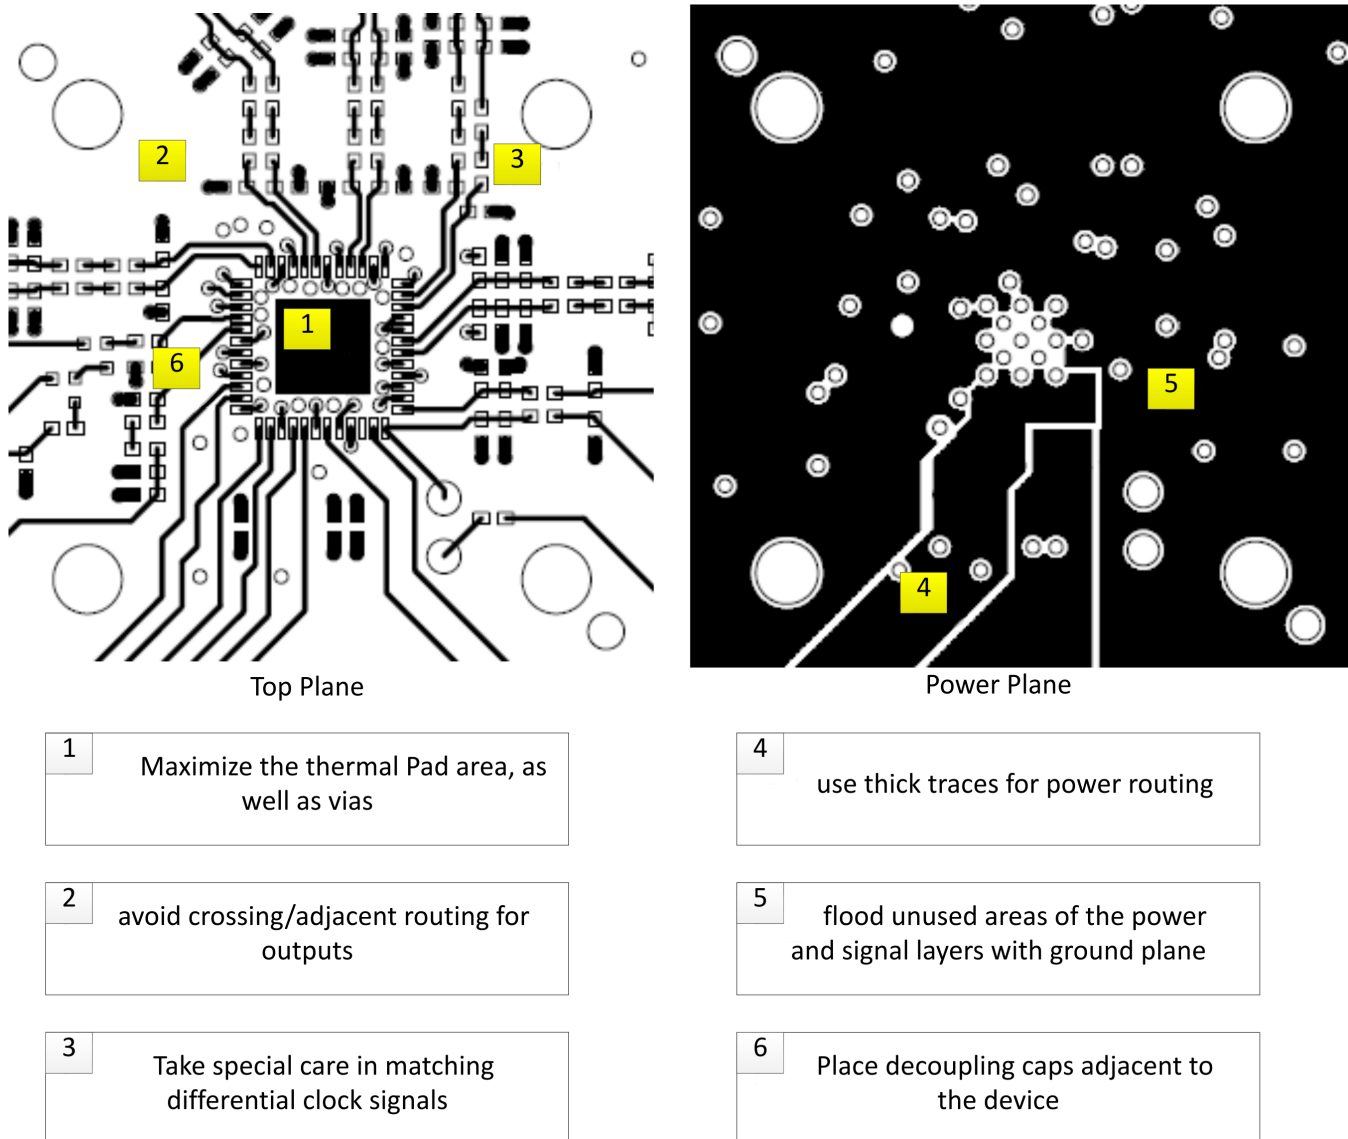 2
3
1
6
5
4
Top Plane
Power Plane
1
Maximize the thermal Pad area, as
well as vias
4
use thick traces for power routing
2
avoid crossing/adjacent routing for
outputs
5
flood unused areas of the power
and signal layers with ground plane
3
Take special care in matching
differential clock signals
6
Place decoupling caps adjacent to
the device